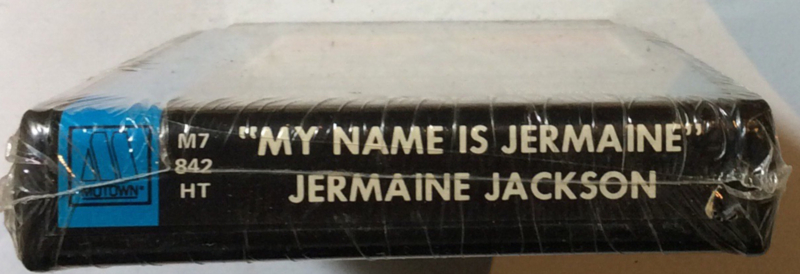 MOTOWN®
M7
842
HT
"MY NAME IS JERMAINE"
JERMAINE JACKSON